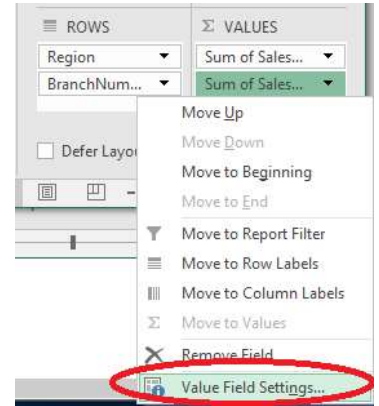 ROWS
Σ VALUES
Region
Sum of Sales...
BranchNum...
Sum of Sales...
Defer Layou
Move Up
Move Down
Move to Beginning
Move to End
Move to Report Filter
Move to Row Labels
Move to Column Labels
Σ Move to Values
Remove Field
Value Field Settings...